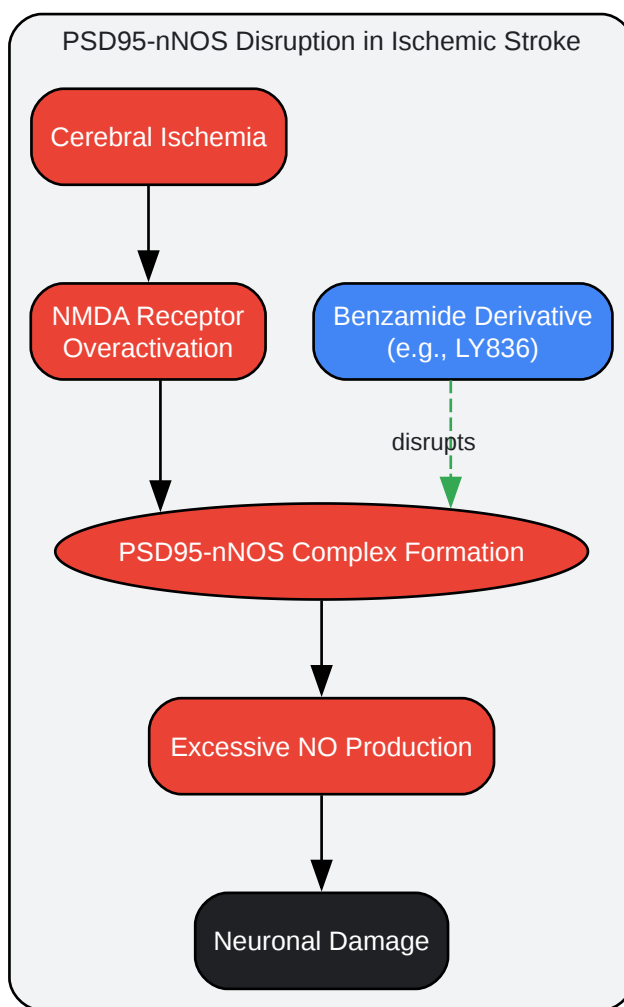 PSD95-nNOS Disruption in Ischemic Stroke
Cerebral Ischemia
NMDA Receptor
Overactivation
Benzamide Derivative
(e.g., LY836)
disrupts
PSD95-nNOS Complex Formation
Excessive NO Production
Neuronal Damage